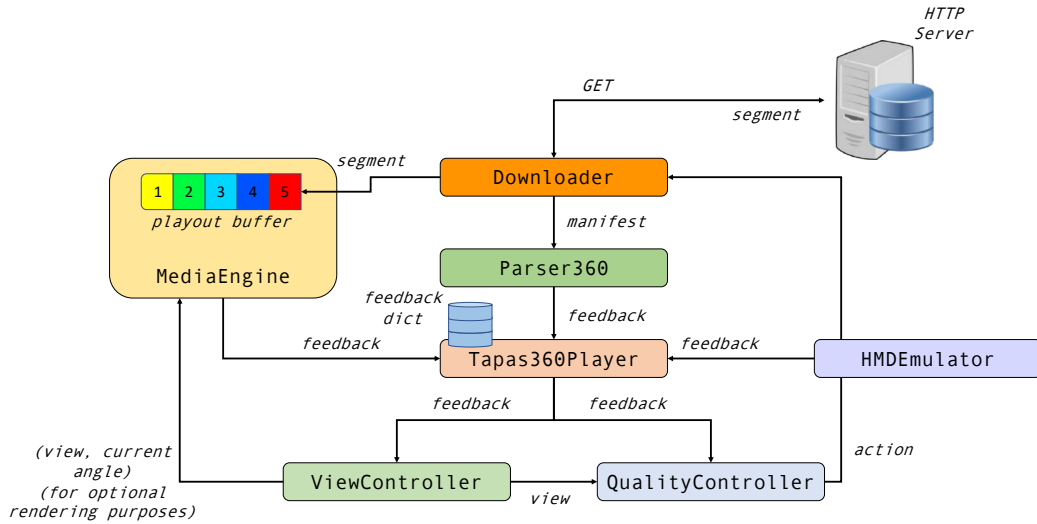 HTTP
Server
GET
segment
segment
Downloader
1 2 3 4 5
playout buffer
manifest
MediaEngine
Parser360
feedback
dict
feedback
feedback
Tapas360Player
feedback
HMDEmulator
feedback
feedback
(view, current
angle)
(for optional
rendering purposes)
action
ViewController
view
QualityController